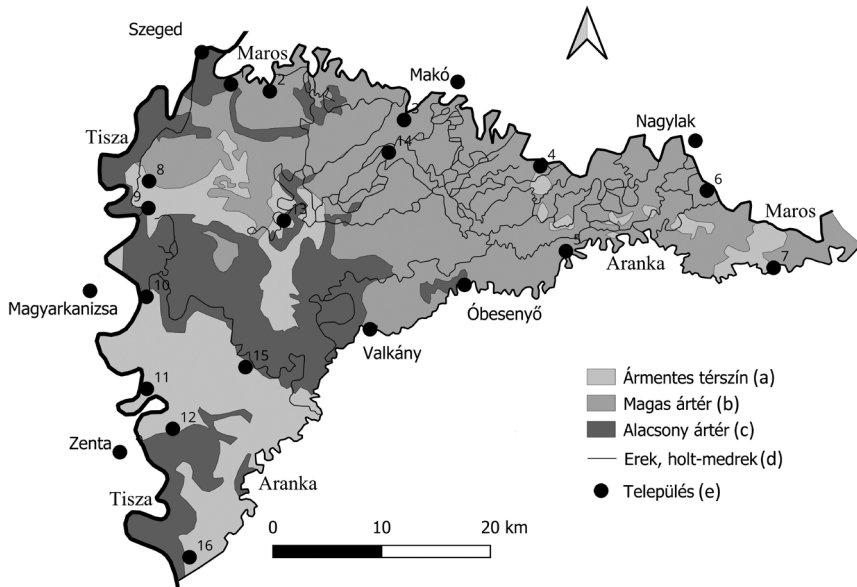 Szeged
Maros
Makó
Nagylak
Tisza
1
2
3
14
4
6
8
9
13
Maros
5
7
Aranka
10
Magyarkanizsa
Óbesenyő
Valkány
15
11
12
Zenta
Aranka
Tisza
16
Ármentes térszín (a)
Magas ártér (b)
Alacsony ártér (c)
Erek, holt-medrek (d)
Település (e)
0 10 20 km